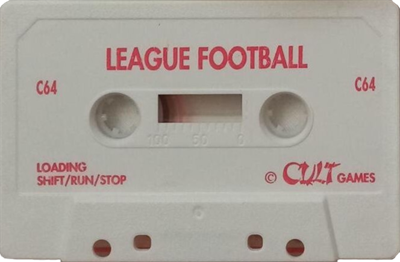 LEAGUE FOOTBALL
C64
C64
100 50 0
LOADING
SHIFT/RUN/STOP
© CULT GAMES